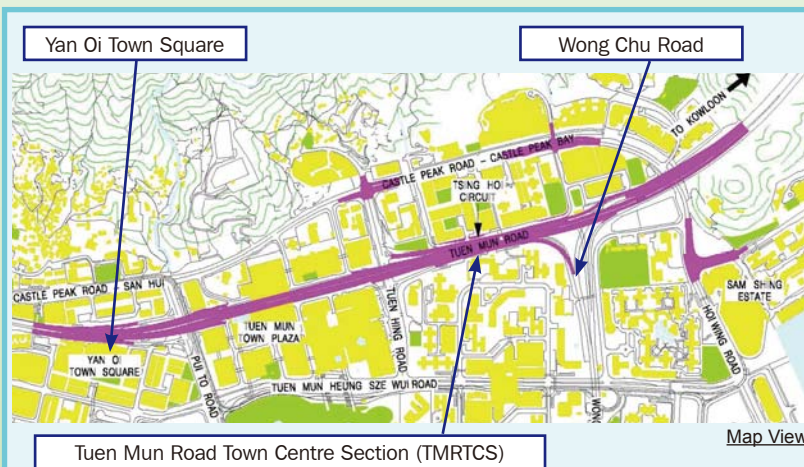 Yan Oi Town Square
Wong Chu Road
TO KOWLOON
CASTLE PEAK ROAD - CASTLE PEAK BAY
TSING HOI
CIRCUIT
TUEN MUN ROAD
CASTLE PEAK ROAD - SAN HUI
SAM SHING
ESTATE
HOI WING ROAD
TUEN MUN
TOWN PLAZA
TUEN HING ROAD
YAN OI
TOWN SQUARE
PUI TO ROAD
TUEN MUN HEUNG SZE WUI ROAD
WONG
Map View
Tuen Mun Road Town Centre Section (TMRTCS)